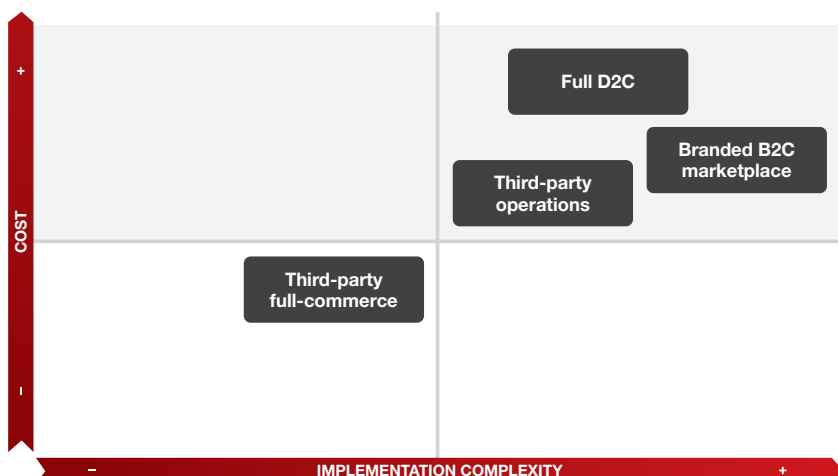 +
Full D2C
Branded B2C
marketplace
Third-party
operations
COST
Third-party
full-commerce
–
–
IMPLEMENTATION COMPLEXITY
+